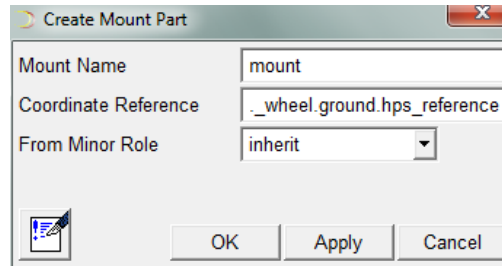 Create Mount Part
Mount Name mount
Coordinate Reference ._wheel.ground.hps_reference
From Minor Role inherit
OK Apply Cancel